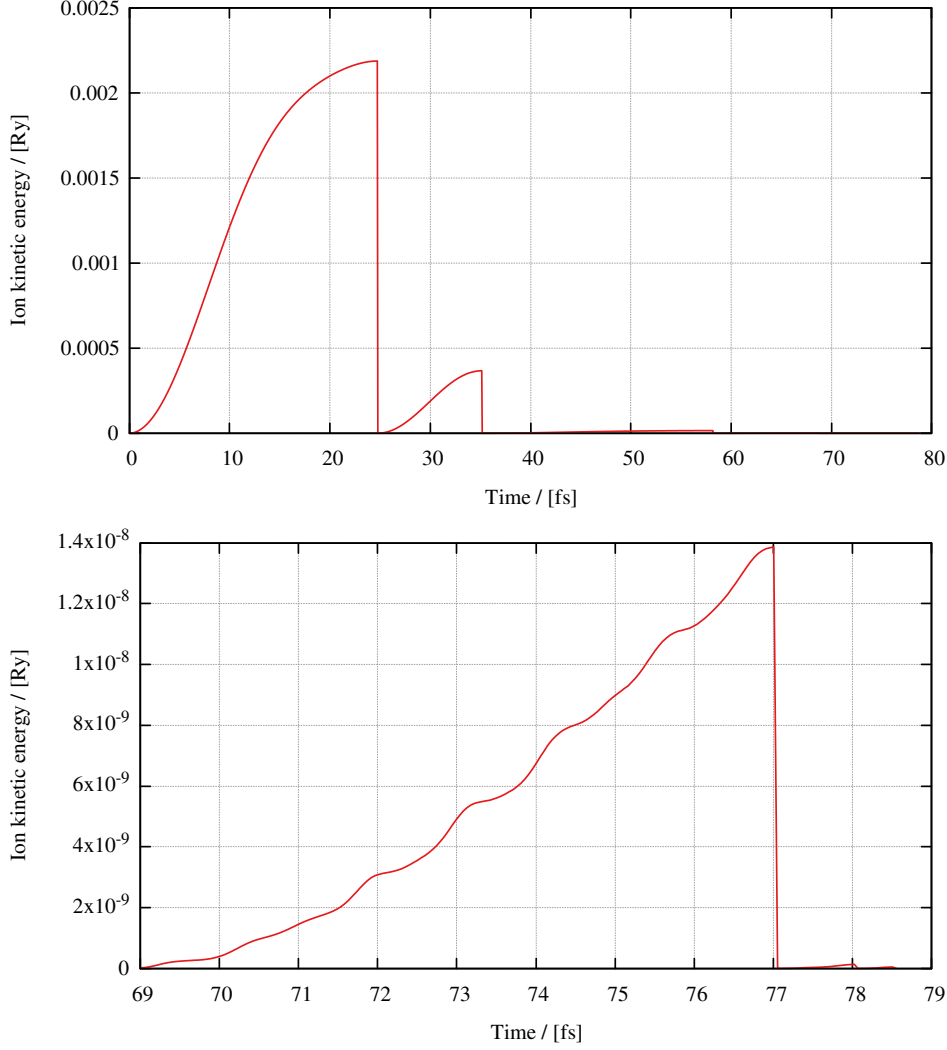 0.0025
0.002
0.0015
0.001
0.0005
0
Ion kinetic energy / [Ry]
0 10 20 30 40 50 60 70 80
Time / [fs]
1.4x10-8
1.2x10-8
1x10-8
8x10-9
6x10-9
4x10-9
2x10-9
0
Ion kinetic energy / [Ry]
69 70 71 72 73 74 75 76 77 78 79
Time / [fs]